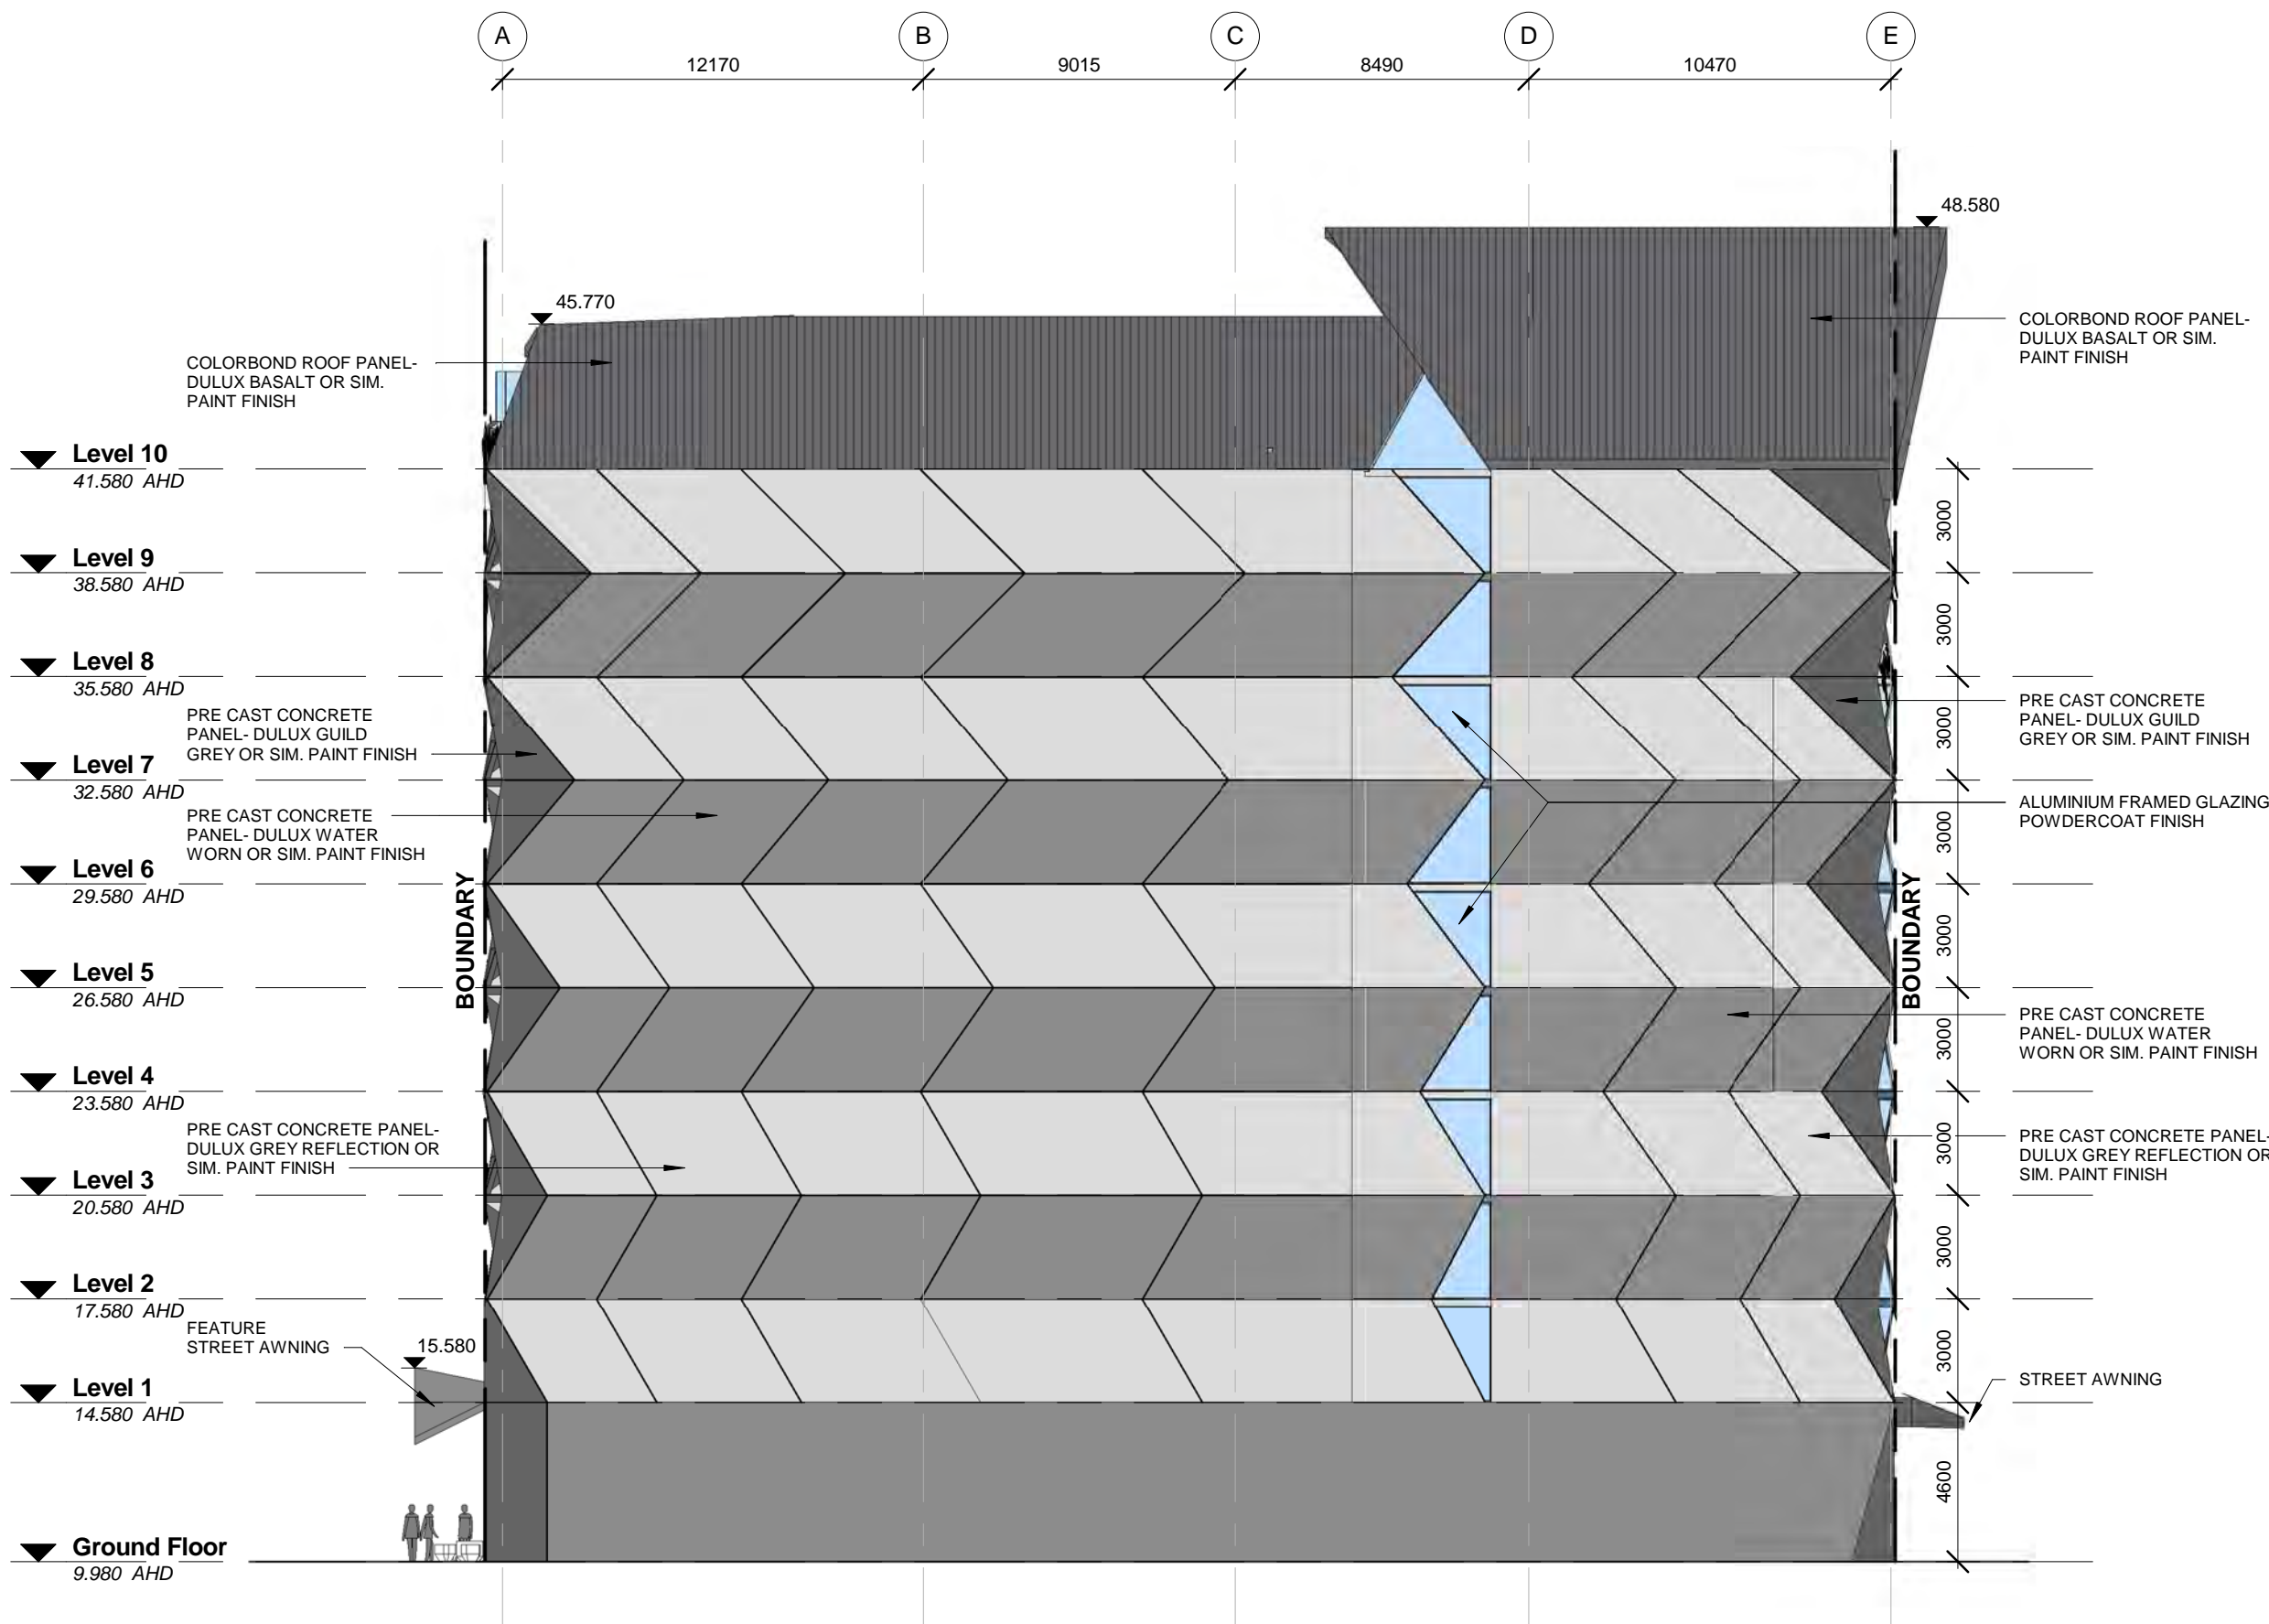 A
B
C
D
E
12170
9015
8490
10470
48.580
45.770
COLORBOND ROOF PANEL-
DULUX BASALT OR SIM.
PAINT FINISH
COLORBOND ROOF PANEL-
DULUX BASALT OR SIM.
PAINT FINISH
Level 10
41.580 AHD
3000
Level 9
38.580 AHD
3000
Level 8
35.580 AHD
PRE CAST CONCRETE
PANEL- DULUX GUILD
GREY OR SIM. PAINT FINISH
3000
PRE CAST CONCRETE
PANEL- DULUX GUILD
GREY OR SIM. PAINT FINISH
Level 7
32.580 AHD
PRE CAST CONCRETE
PANEL- DULUX WATER
WORN OR SIM. PAINT FINISH
3000
ALUMINIUM FRAMED GLAZING
POWDERCOAT FINISH
Level 6
29.580 AHD
BOUNDARY
3000
BOUNDARY
Level 5
26.580 AHD
3000
PRE CAST CONCRETE
PANEL- DULUX WATER
WORN OR SIM. PAINT FINISH
Level 4
23.580 AHD
PRE CAST CONCRETE PANEL-
DULUX GREY REFLECTION OR
SIM. PAINT FINISH
3000
PRE CAST CONCRETE PANEL-
DULUX GREY REFLECTION OR
SIM. PAINT FINISH
Level 3
20.580 AHD
3000
Level 2
17.580 AHD
FEATURE
STREET AWNING
15.580
3000
STREET AWNING
Level 1
14.580 AHD
4600
Ground Floor
9.980 AHD